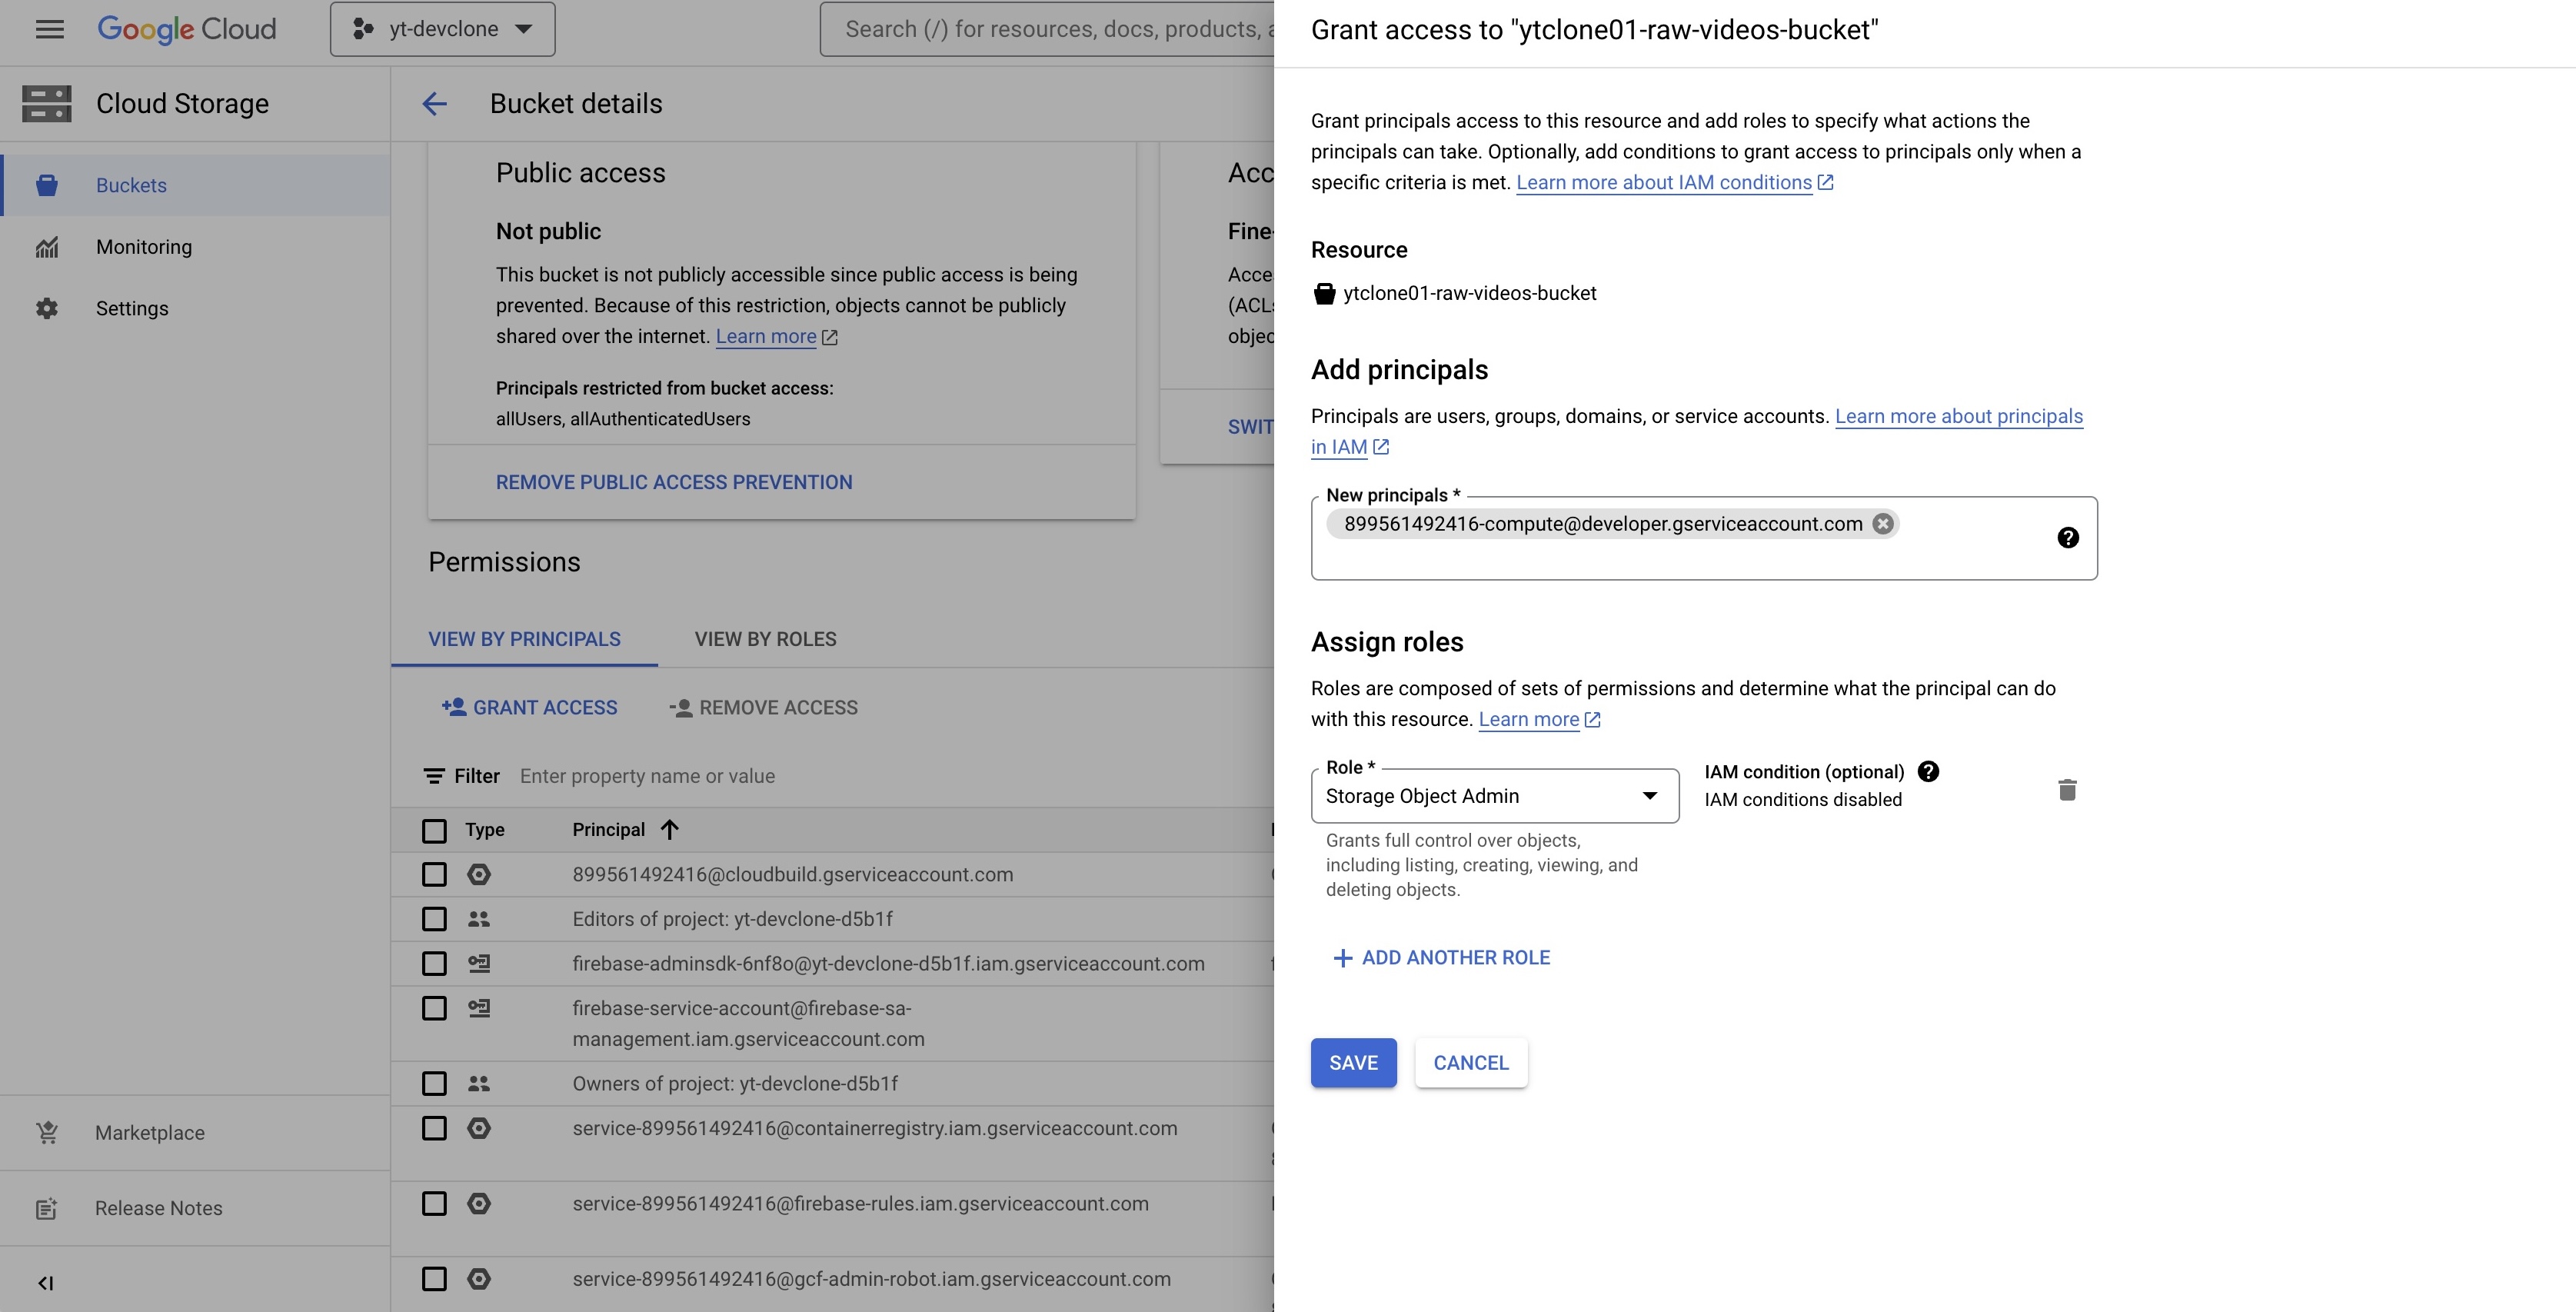 Google Cloud
yt-devclone
Search (/) for resources, docs, products,
Cloud Storage
Buckets
Monitoring
Settings
Marketplace
Release Notes
Bucket details
Public access
Not public
This bucket is not publicly accessible since public access is being
prevented. Because of this restriction, objects cannot be publicly
shared over the internet. Learn more
Principals restricted from bucket access:
allUsers, allAuthenticatedUsers
REMOVE PUBLIC ACCESS PREVENTION
Permissions
VIEW BY PRINCIPALS
VIEW BY ROLES
GRANT ACCESS
REMOVE ACCESS
Filter Enter property name or value
Type Principal
899561492416@cloudbuild.gserviceaccount.com
Editors of project: yt-devclone-d5b1f
firebase-adminsdk-6nf8o@yt-devclone-d5b1f.iam.gserviceaccount.com
firebase-service-account@firebase-sa-
management.iam.gserviceaccount.com
Owners of project: yt-devclone-d5b1f
service-899561492416@containerregistry.iam.gserviceaccount.com
service-899561492416@firebase-rules.iam.gserviceaccount.com
service-899561492416@gcf-admin-robot.iam.gserviceaccount.com
Grant access to "ytclone01-raw-videos-bucket"
Grant principals access to this resource and add roles to specify what actions the
principals can take. Optionally, add conditions to grant access to principals only when a
specific criteria is met. Learn more about IAM conditions
Resource
ytclone01-raw-videos-bucket
Add principals
Principals are users, groups, domains, or service accounts. Learn more about principals
in IAM
New principals *
899561492416-compute@developer.gserviceaccount.com
Assign roles
Roles are composed of sets of permissions and determine what the principal can do
with this resource. Learn more
Role *
Storage Object Admin
Grants full control over objects,
including listing, creating, viewing, and
deleting objects.
IAM condition (optional)
IAM conditions disabled
ADD ANOTHER ROLE
SAVE
CANCEL